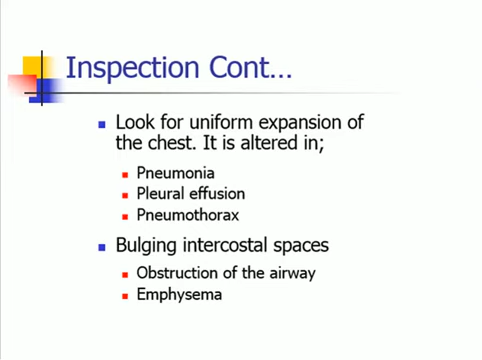 Inspection Cont...
Look for uniform expansion of
the chest. It is altered in;
Pneumonia
Pleural effusion
Pneumothorax
Bulging intercostal spaces
Obstruction of the airway
Emphysema